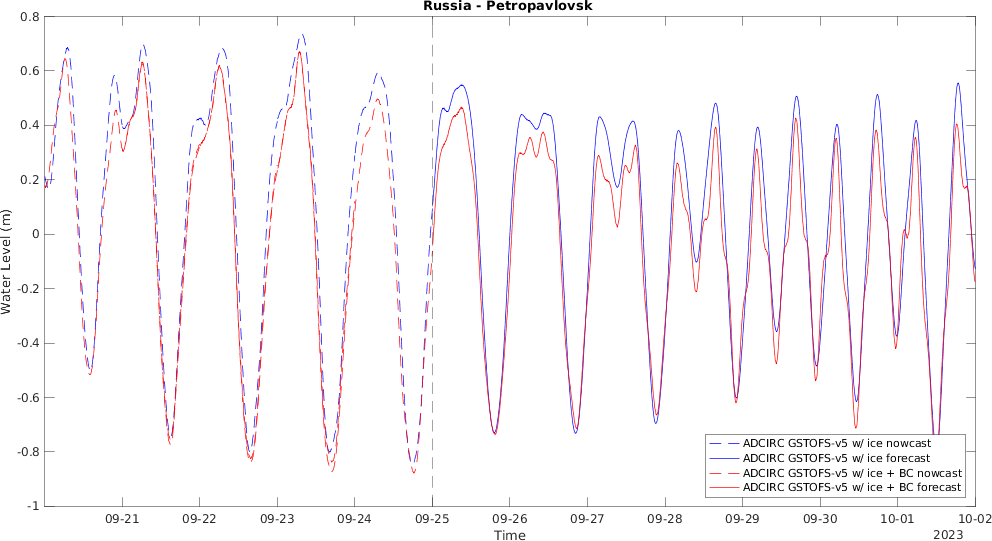 Russia - Petropavlovsk
Water Level (m)
0.8
0.6
0.4
0.2
0
-0.2
-0.4
-0.6
-0.8
-1
ADCIRC GSTOFS-v5 w/ ice nowcast
ADCIRC GSTOFS-v5 w/ ice forecast
ADCIRC GSTOFS-v5 w/ ice + BC nowcast
ADCIRC GSTOFS-v5 w/ ice + BC forecast
09-21 09-22 09-23 09-24 09-25 09-26 09-27 09-28 09-29 09-30 10-01 10-02
Time
2023